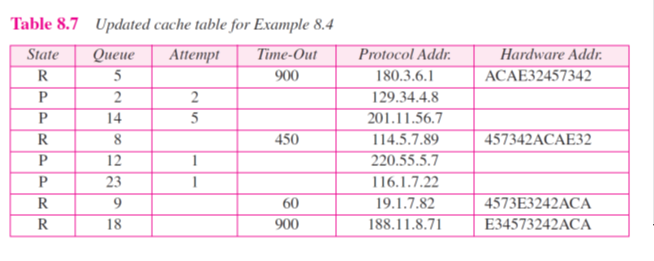 Table 8.7 Updated cache table for Example 8.4
State Queue Attempt Time-Out Protocol Addr. Hardware Addr.
R 5 900 180.3.6.1 ACAE32457342
P 2 2 129.34.4.8
P 14 5 201.11.56.7
R 8 450 114.5.7.89 457342ACAE32
P 12 1 220.55.5.7
P 23 1 116.1.7.22
R 9 60 19.1.7.82 4573E3242ACA
R 18 900 188.11.8.71 E34573242ACA